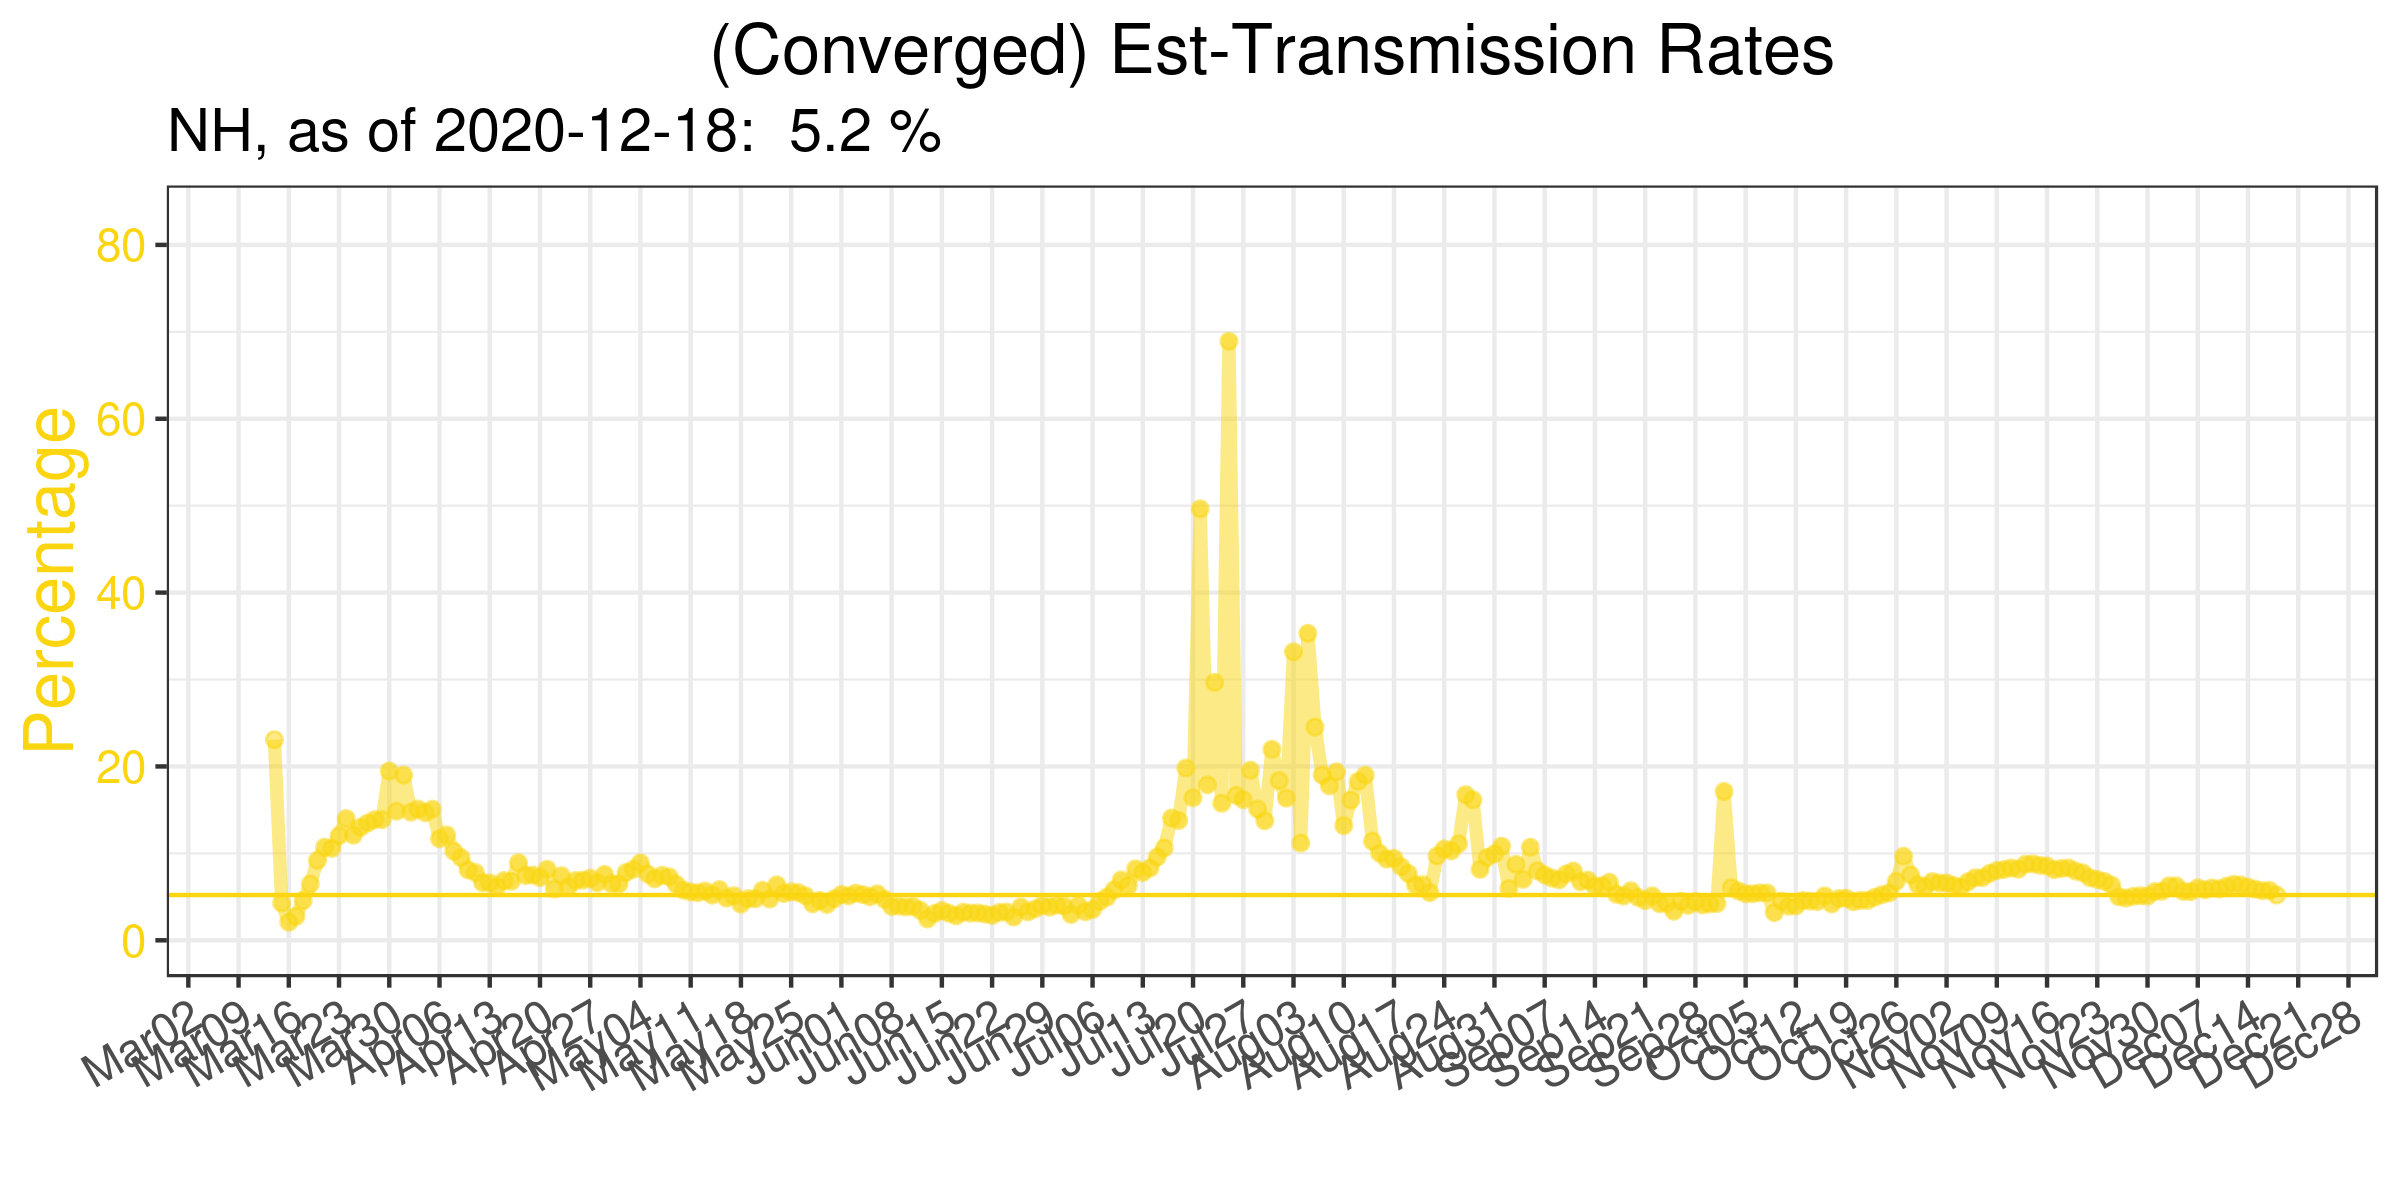 (Converged) Est-Transmission Rates
NH, as of 2020-12-18:  5.2 %
Percentage
80
60
40
20
0
Mar02
Mar09
Mar16
Mar23
Mar30
Apr06
Apr13
Apr20
Apr27
May04
May11
May18
May25
Jun01
Jun08
Jun15
Jun22
Jun29
Jul06
Jul13
Jul20
Jul27
Aug03
Aug10
Aug17
Aug24
Aug31
Sep07
Sep14
Sep21
Sep28
Oct05
Oct12
Oct19
Oct26
Nov02
Nov09
Nov16
Nov23
Nov30
Dec07
Dec14
Dec21
Dec28